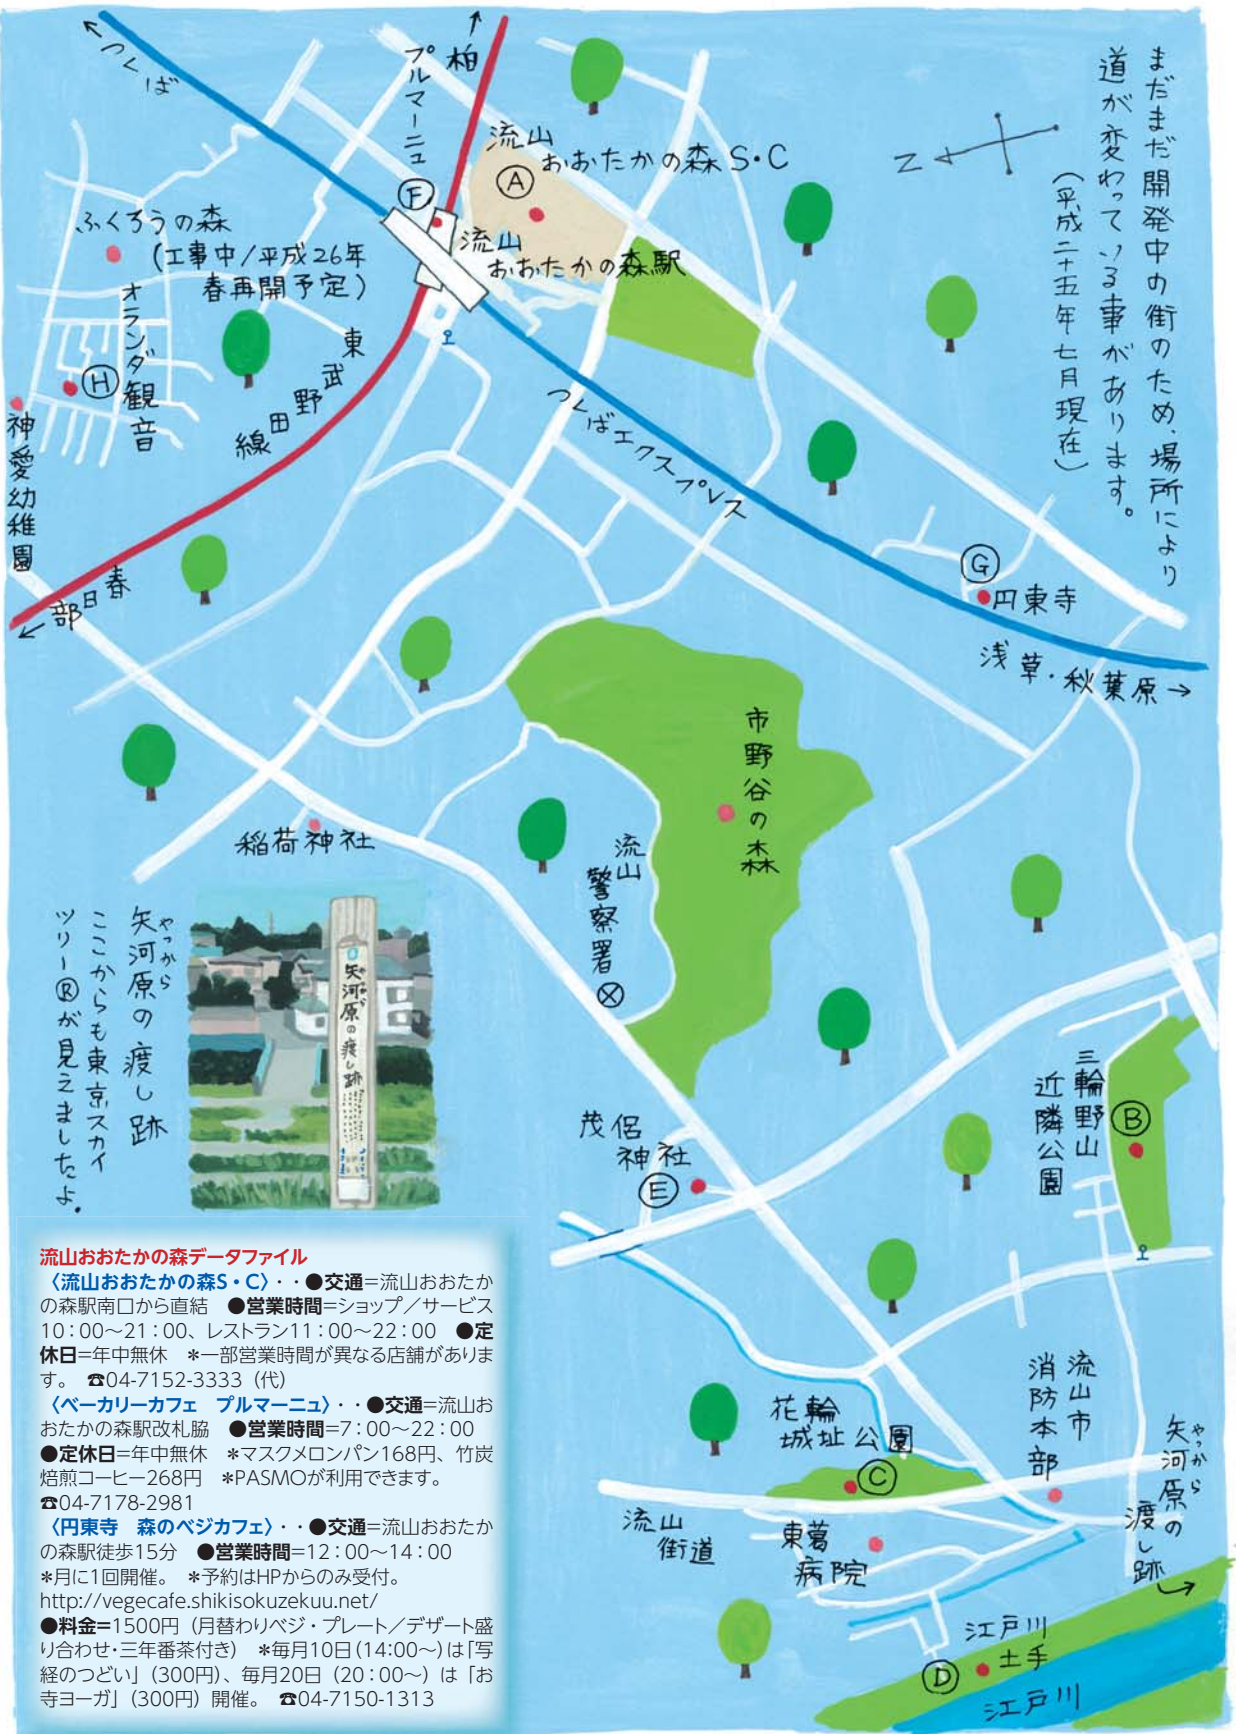 まだまだ開発中の街のため、場所により
道が変わっている事があります。
（平成二十五年七月現在）
Z
←つくば
↑柏
プルマーニュ
Ⓕ
流山
おおたかの森S・C
Ⓐ
流山
おおたかの森駅
ふくろうの森
(工事中/平成26年
春再開予定)
オランダ観音
Ⓗ
神愛幼稚園
東武野田線
春日部
←
つくばエクスプレス
Ⓖ
円東寺
浅草・秋葉原→
市野谷の森
稲荷神社
流山
警察署
やっから
矢河原の渡し跡
ここからも東京スカイ
ツリー®が見えましたよ。
やから
矢河原の渡し跡
茂侶
神社
Ⓔ
三輪野山
近隣公園
Ⓑ
花輪
城址公園
Ⓒ
流山市
消防本部
やっから
矢河原の
渡し跡
→
流山
街道
東葛
病院
江戸川
土手
Ⓓ
江戸川
流山おおたかの森データファイル
〈流山おおたかの森S・C〉・・●交通=流山おおたか
の森駅南口から直結　●営業時間=ショップ／サービス
10：00〜21：00、レストラン11：00〜22：00　●定
休日=年中無休　*一部営業時間が異なる店舗がありま
す。　☎04-7152-3333（代）
〈ベーカリーカフェ　プルマーニュ〉・・●交通=流山お
おたかの森駅改札脇　●営業時間=7：00〜22：00
●定休日=年中無休　*マスクメロンパン168円、竹炭
焙煎コーヒー268円　*PASMOが利用できます。
☎04-7178-2981
〈円東寺　森のベジカフェ〉・・●交通=流山おおたか
の森駅徒歩15分　●営業時間=12：00〜14：00
*月に1回開催。　*予約はHPからのみ受付。
http://vegecafe.shikisokuzekuu.net/
●料金=1500円（月替わりベジ・プレート／デザート盛
り合わせ・三年番茶付き）　*毎月10日(14:00〜)は「写
経のつどい」（300円）、毎月20日（20：00〜）は「お
寺ヨーガ」（300円）開催。　☎04-7150-1313